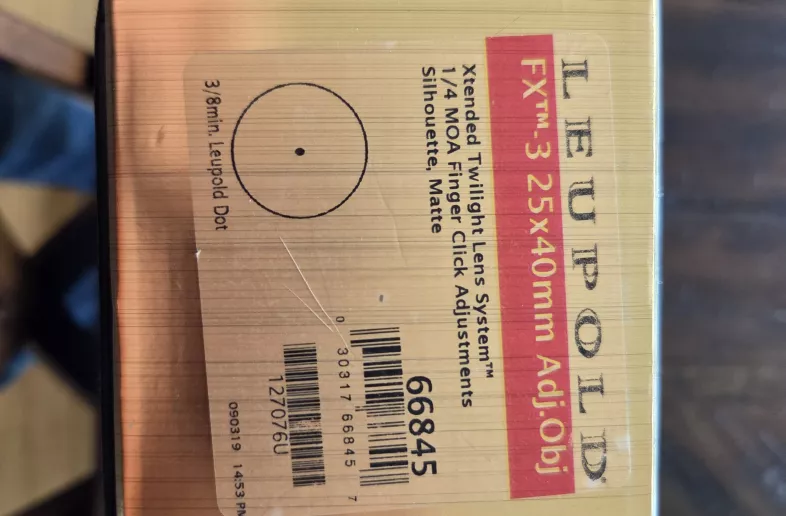 LEUPOLD®
FX™-3 25x40mm Adj.Obj
Xtended Twilight Lens System™
1/4 MOA Finger Click Adjustments
Silhouette, Matte
66845
0 30317 66845 7
127076U
3/8min. Leupold Dot
090319 14:53 PM